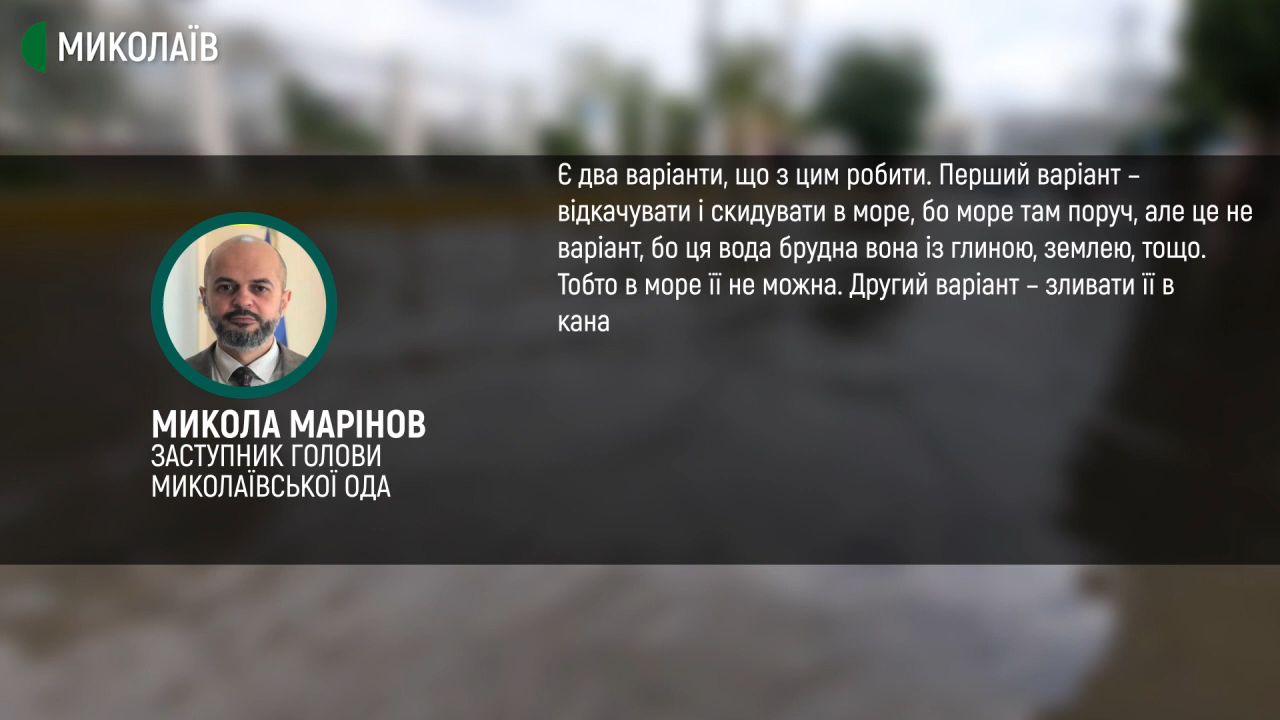 МИКОЛАЇВ
Є два варіанти, що з цим робити. Перший варіант –
відкачувати і скидувати в море, бо море там поруч, але це не
варіант, бо ця вода брудна вона із глиною, землею, тощо.
Тобто в море її не можна. Другий варіант – зливати її в
кана
МИКОЛА МАРІНОВ
ЗАСТУПНИК ГОЛОВИ
МИКОЛАЇВСЬКОЇ ОДА